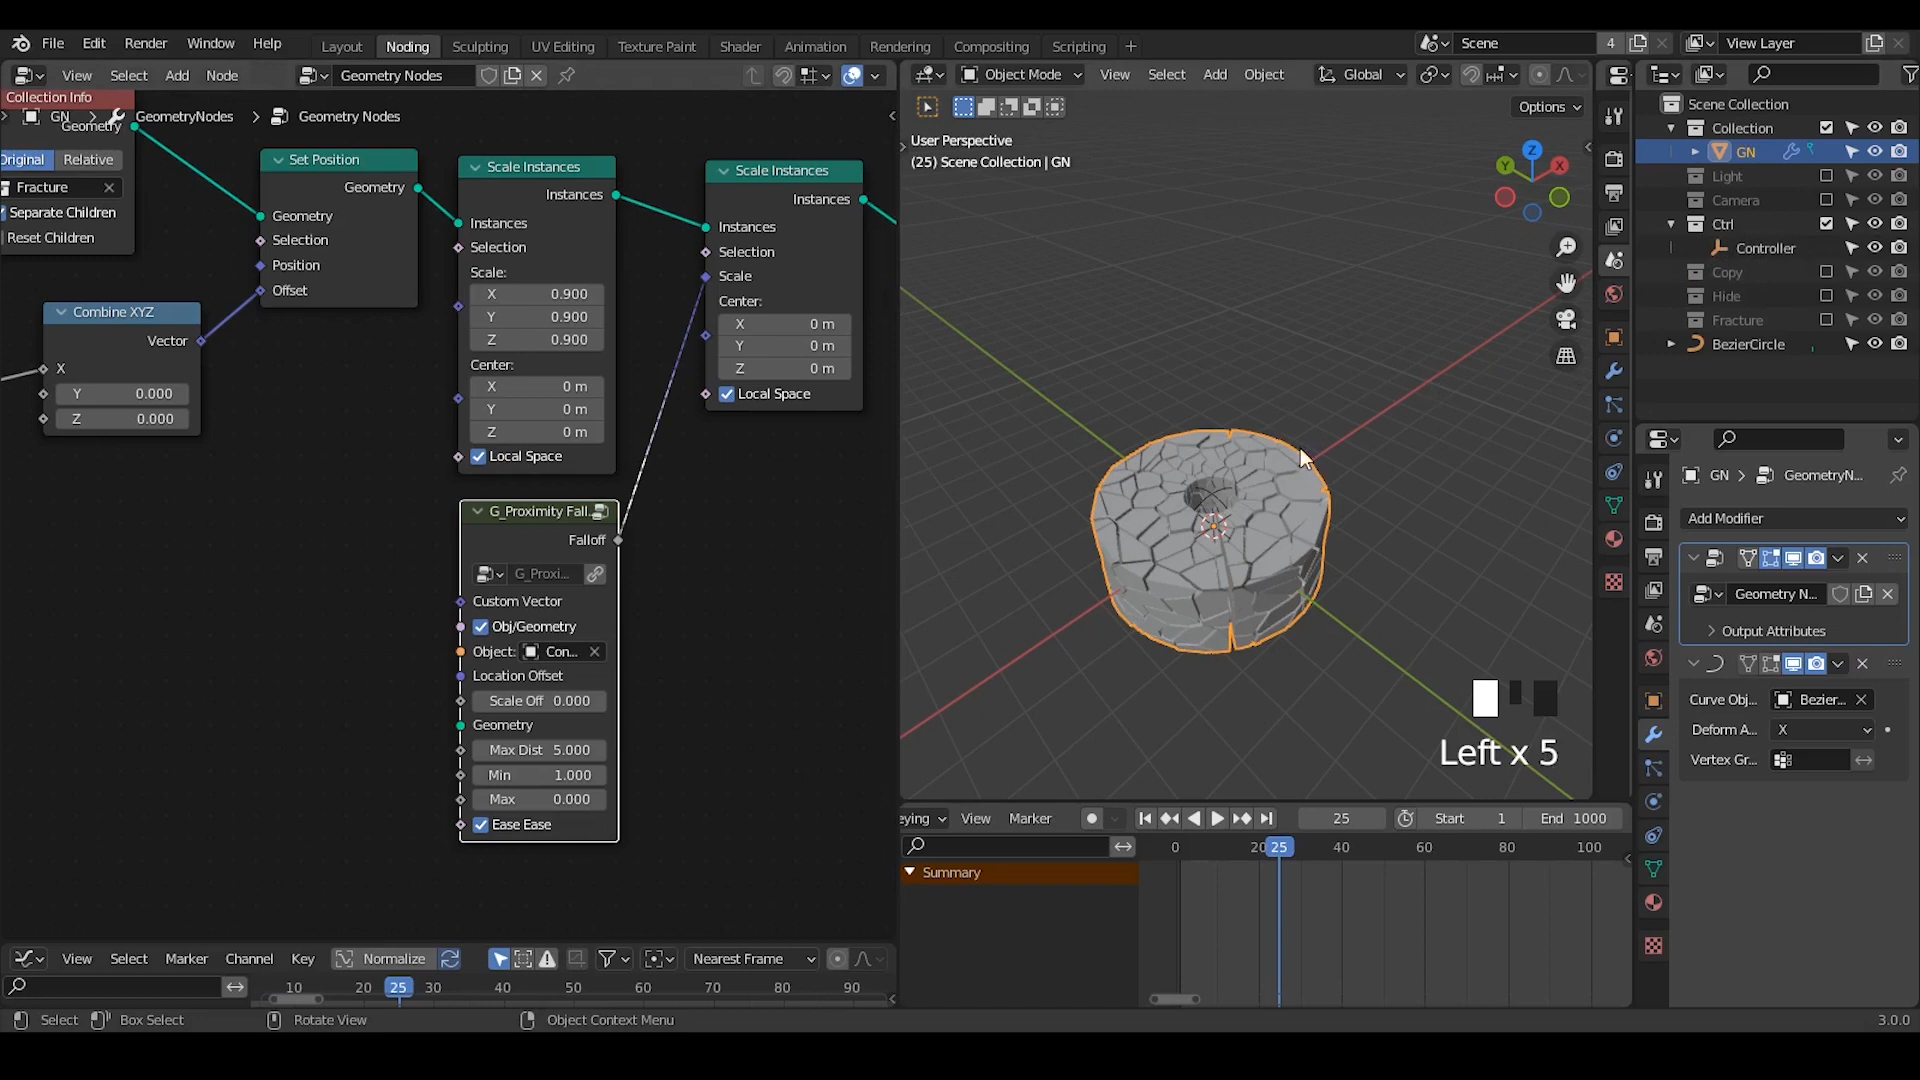 File Edit Render Window Help Layout Noding Sculpting UV Editing Texture Paint Shader Animation Rendering Compositing Scripting + Scene 4 View Layer
View Select Add Node Geometry Nodes Object Mode View Select Add Object Global
Collection Info
GN > GeometryNodes > Geometry Nodes
Options
Geometry
Original Relative
Fracture
Separate Children
Reset Children
Set Position
Geometry
Geometry
Selection
Position
Offset
Combine XYZ
Vector
X
Y 0.000
Z 0.000
Scale Instances
Instances
Instances
Selection
Scale:
X 0.900
Y 0.900
Z 0.900
Center:
X 0 m
Y 0 m
Z 0 m
Local Space
Scale Instances
Instances
Instances
Selection
Scale
Center:
X 0 m
Y 0 m
Z 0 m
Local Space
G_Proximity Fall...
Falloff
G_Proxi...
Custom Vector
Obj/Geometry
Object: Con...
Location Offset
Scale Off 0.000
Geometry
Max Dist 5.000
Min 1.000
Max 0.000
Ease Ease
User Perspective
(25) Scene Collection | GN
Z
Y X
Left x 5
Scene Collection
Collection
GN
Light
Camera
Ctrl
Controller
Copy
Hide
Fracture
BezierCircle
GN > GeometryN...
Add Modifier
Geometry N...
Output Attributes
Curve Obj... Bezier...
Deform A... X
Vertex Gr...
eying View Marker 25 Start 1 End 1000
0 20 25 40 60 80 100
Summary
View Select Marker Channel Key Normalize Nearest Frame
10 20 25 30 40 50 60 70 80 90
Select Box Select Rotate View Object Context Menu 3.0.0